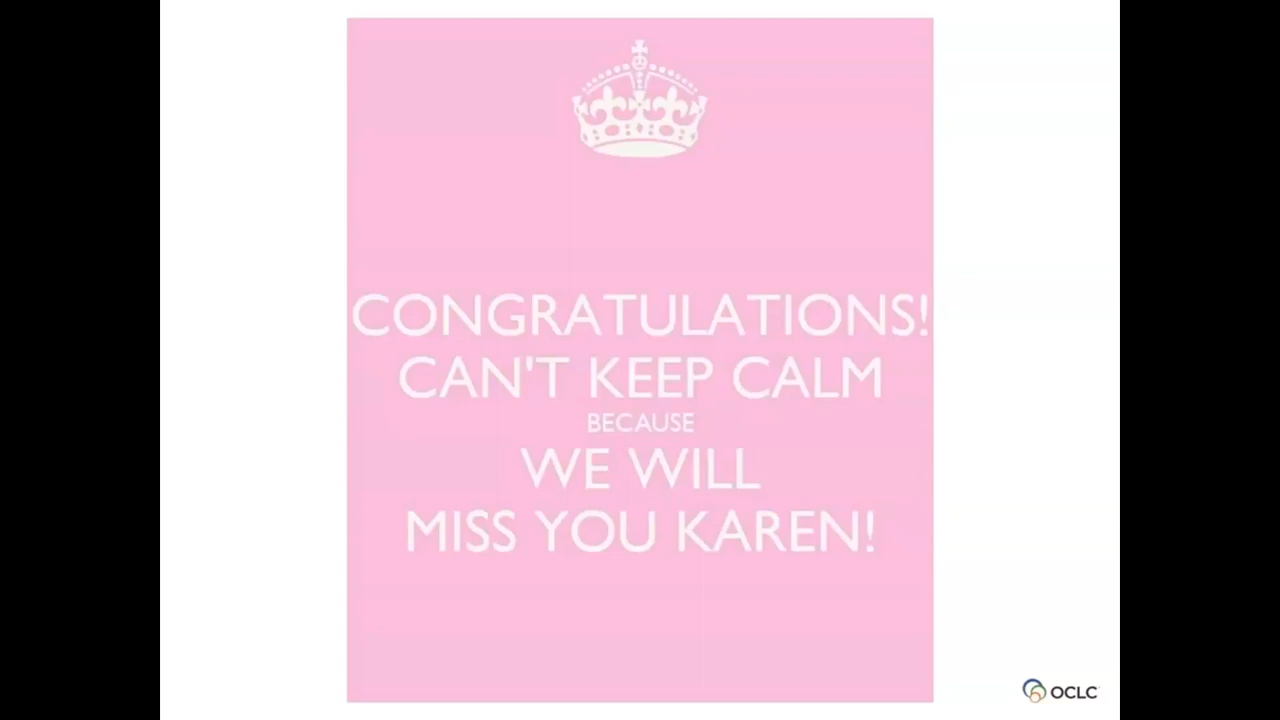 CONGRATULATIONS!
CAN'T KEEP CALM
BECAUSE
WE WILL
MISS YOU KAREN!
OCLC